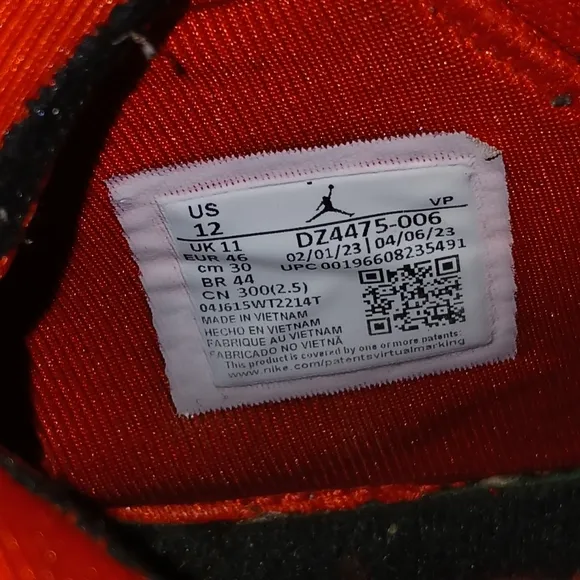 US
12
VP
UK 11
DZ4475-006
EUR 46
02/01/23 | 04/06/23
cm 30
UPC 00196608235491
BR 44
CN 300(2.5)
04J615WT2214T
MADE IN VIETNAM
HECHO EN VIETNAM
FABRIQUE AU VIETNAM
FABRICADO NO VIETNÃ
This product is covered by one or more patents:
www.nike.com/patentsvirtualmarking